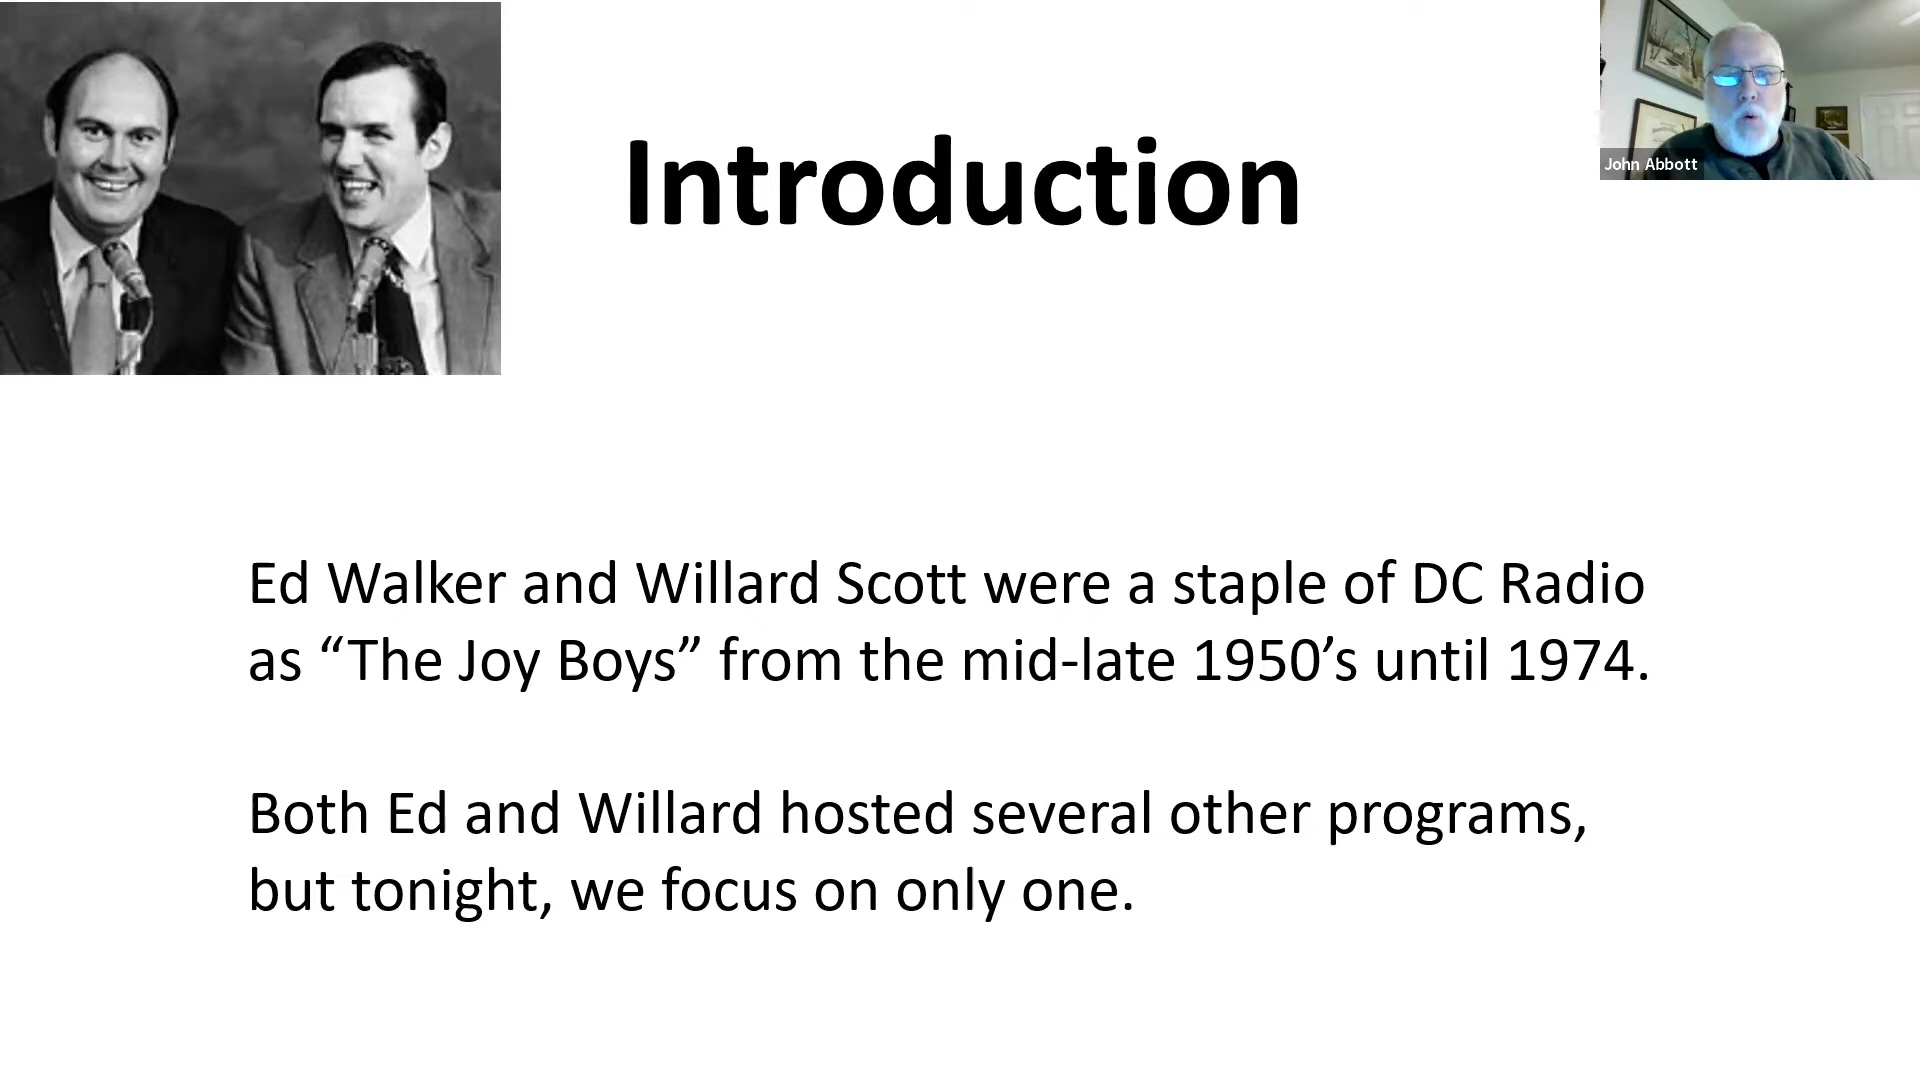 Introduction
John Abbott
Ed Walker and Willard Scott were a staple of DC Radio
as “The Joy Boys” from the mid-late 1950’s until 1974.
Both Ed and Willard hosted several other programs,
but tonight, we focus on only one.